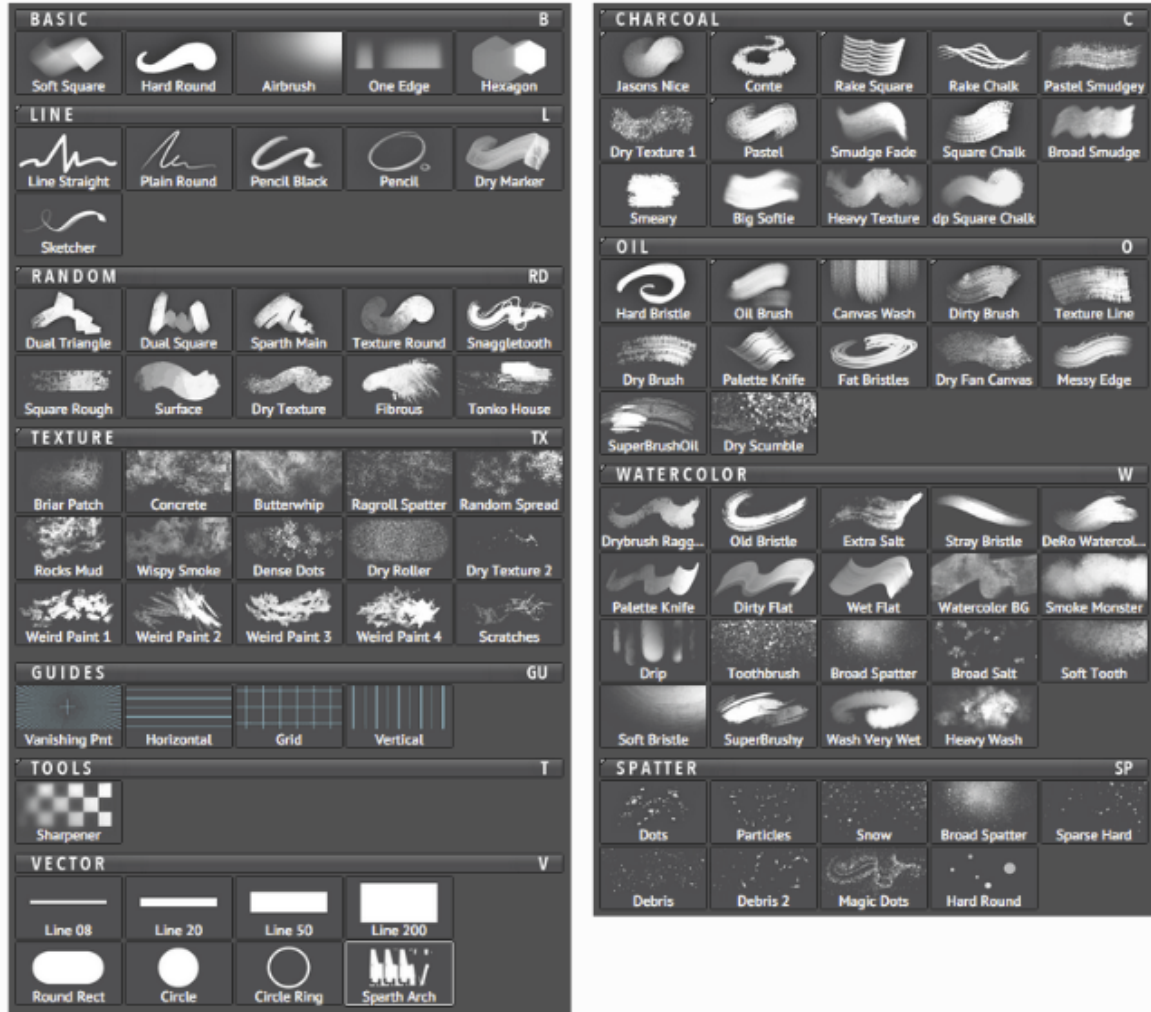 BASIC B
Soft Square Hard Round Airbrush One Edge Hexagon
LINE L
Line Straight Plain Round Pencil Black Pencil Dry Marker
Sketcher
RANDOM RD
Dual Triangle Dual Square Sparth Main Texture Round Snaggletooth
Square Rough Surface Dry Texture Fibrous Tonko House
TEXTURE TX
Briar Patch Concrete Butterwhip Ragroll Spatter Random Spread
Rocks Mud Wispy Smoke Dense Dots Dry Roller Dry Texture 2
Weird Paint 1 Weird Paint 2 Weird Paint 3 Weird Paint 4 Scratches
GUIDES GU
Vanishing Pnt Horizontal Grid Vertical
TOOLS T
Sharpener
VECTOR V
Line 08 Line 20 Line 50 Line 200
Round Rect Circle Circle Ring Sparth Arch
CHARCOAL C
Jasons Nice Conte Rake Square Rake Chalk Pastel Smudgey
Dry Texture 1 Pastel Smudge Fade Square Chalk Broad Smudge
Smeary Big Softie Heavy Texture dp Square Chalk
OIL O
Hard Bristle Oil Brush Canvas Wash Dirty Brush Texture Line
Dry Brush Palette Knife Fat Bristles Dry Fan Canvas Messy Edge
SuperBrushOil Dry Scumble
WATERCOLOR W
Drybrush Ragg... Old Bristle Extra Salt Stray Bristle DeRo Watercol...
Palette Knife Dirty Flat Wet Flat Watercolor BG Smoke Monster
Drip Toothbrush Broad Spatter Broad Salt Soft Tooth
Soft Bristle SuperBrushy Wash Very Wet Heavy Wash
SPATTER SP
Dots Particles Snow Broad Spatter Sparse Hard
Debris Debris 2 Magic Dots Hard Round